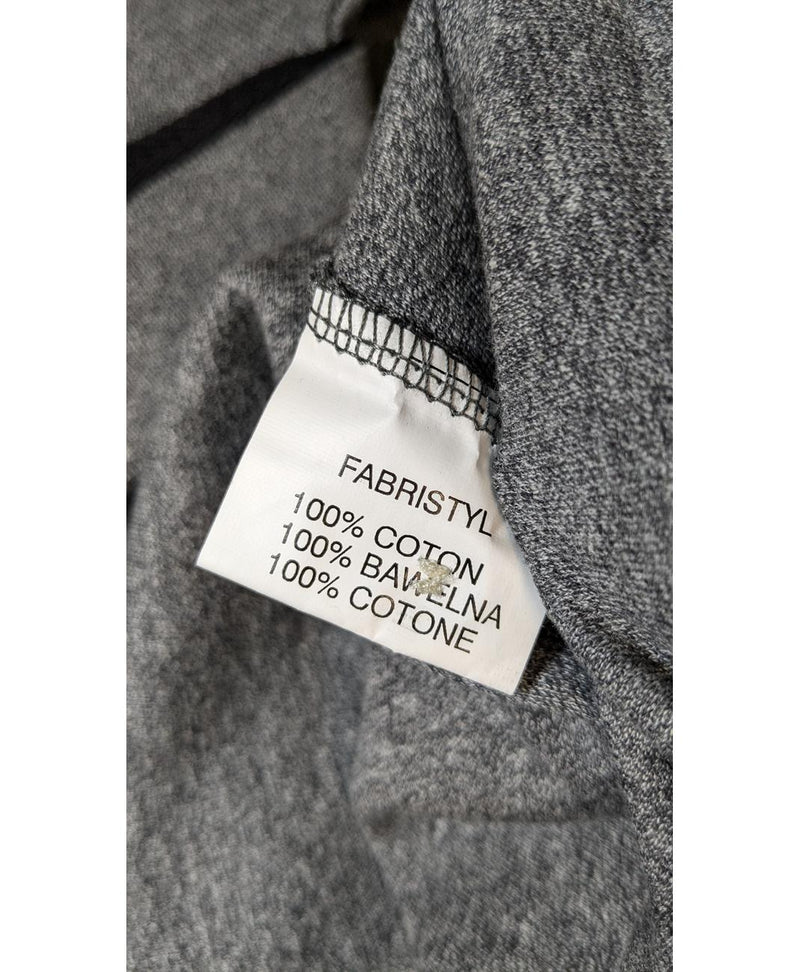 FABRISTYL
100% COTON
100% BAWELNA
100% COTONE